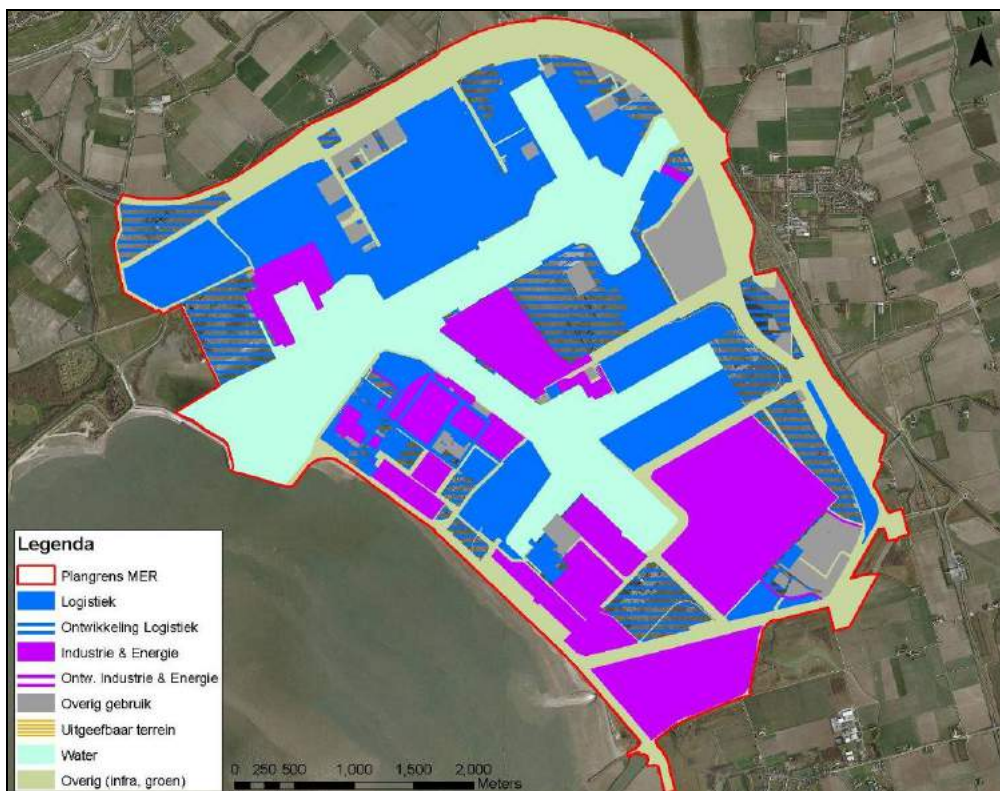 N
Legenda
Plangrens MER
Logistiek
Ontwikkeling Logistiek
Industrie & Energie
Ontw. Industrie & Energie
Overig gebruik
Uitgeefbaar terrein
Water
Overig (infra, groen)
0 250 500 1,000 1,500 2,000
Meters